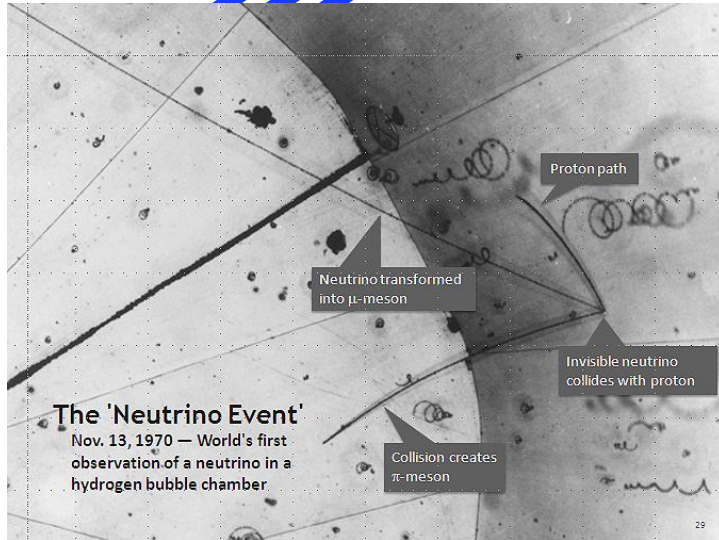 Proton path
Neutrino transformed
into μ-meson
Invisible neutrino
collides with proton
The 'Neutrino Event'
Nov. 13, 1970 — World's first
observation of a neutrino in a
hydrogen bubble chamber
Collision creates
π-meson
29